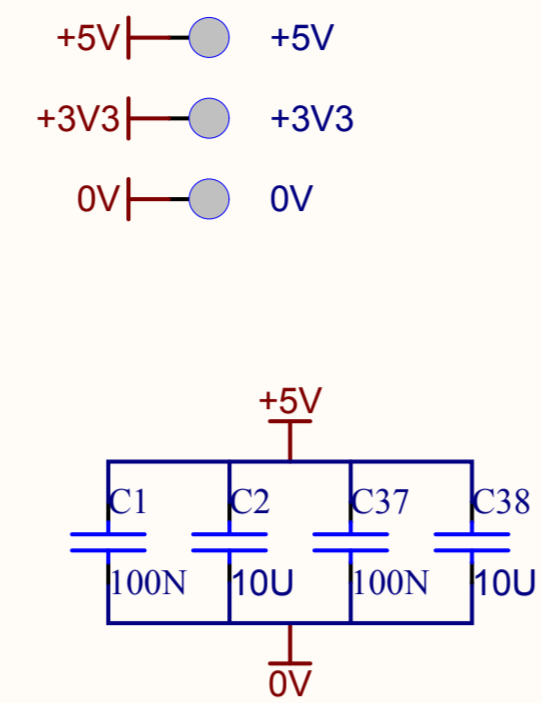 +5V +5V
+3V3 +3V3
0V 0V
+5V
C1 C2 C37 C38
100N 10U 100N 10U
0V